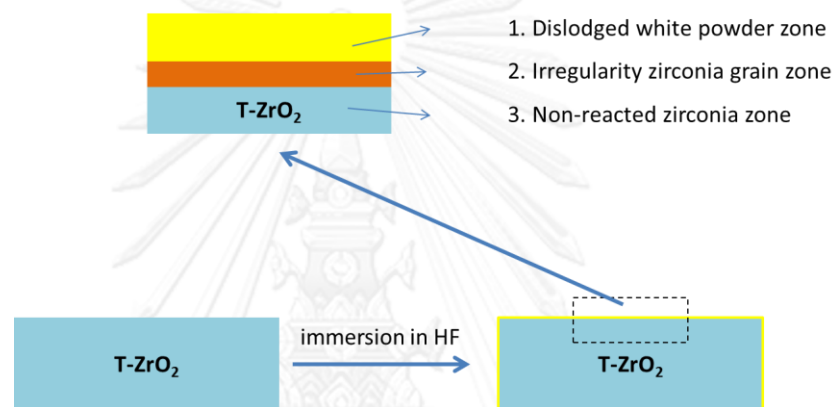 1. Dislodged white powder zone
2. Irregularity zirconia grain zone
T-ZrO₂
3. Non-reacted zirconia zone
T-ZrO₂
immersion in HF
T-ZrO₂